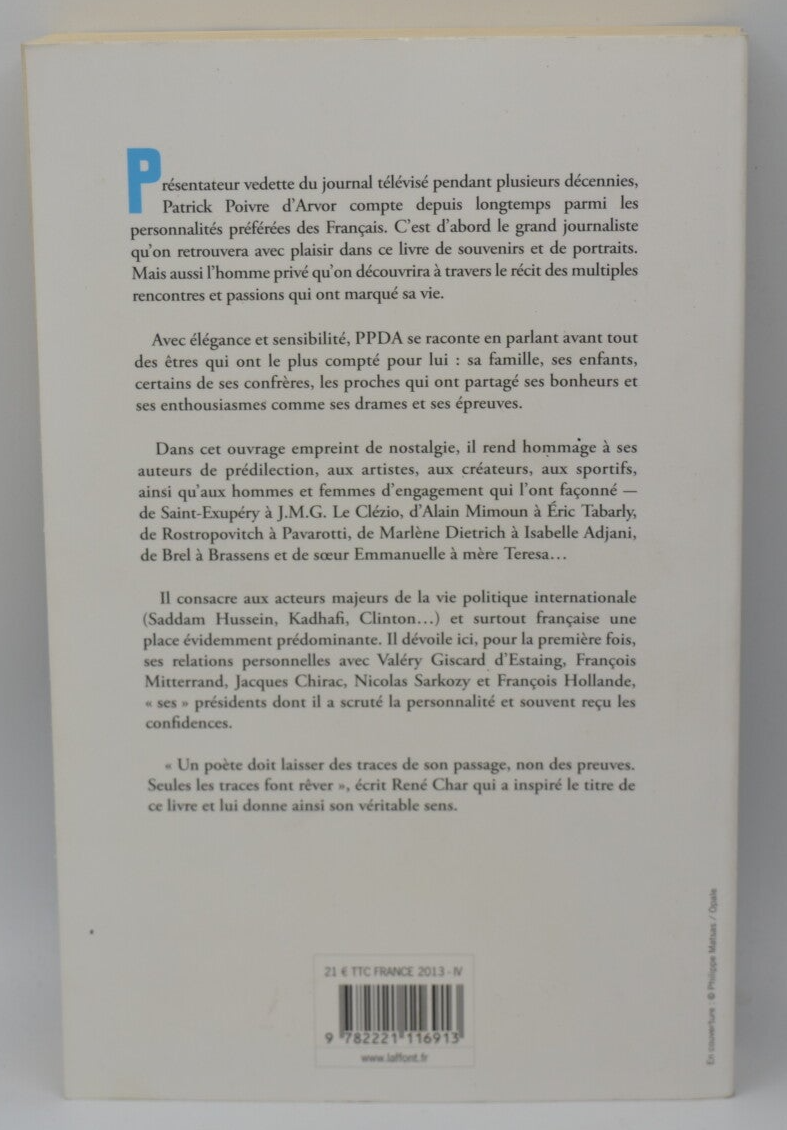 Présentateur vedette du journal télévisé pendant plusieurs décennies,
Patrick Poivre d'Arvor compte depuis longtemps parmi les
personnalités préférées des Français. C'est d'abord le grand journaliste
qu'on retrouvera avec plaisir dans ce livre de souvenirs et de portraits.
Mais aussi l'homme privé qu'on découvrira à travers le récit des multiples
rencontres et passions qui ont marqué sa vie.
Avec élégance et sensibilité, PPDA se raconte en parlant avant tout
des êtres qui ont le plus compté pour lui : sa famille, ses enfants,
certains de ses confrères, les proches qui ont partagé ses bonheurs et
ses enthousiasmes comme ses drames et ses épreuves.
Dans cet ouvrage empreint de nostalgie, il rend hommage à ses
auteurs de prédilection, aux artistes, aux créateurs, aux sportifs,
ainsi qu'aux hommes et femmes d'engagement qui l'ont façonné —
de Saint-Exupéry à J.M.G. Le Clézio, d'Alain Mimoun à Éric Tabarly,
de Rostropovitch à Pavarotti, de Marlène Dietrich à Isabelle Adjani,
de Brel à Brassens et de sœur Emmanuelle à mère Teresa...
Il consacre aux acteurs majeurs de la vie politique internationale
(Saddam Hussein, Kadhafi, Clinton...) et surtout française une
place évidemment prédominante. Il dévoile ici, pour la première fois,
ses relations personnelles avec Valéry Giscard d'Estaing, François
Mitterrand, Jacques Chirac, Nicolas Sarkozy et François Hollande,
« ses » présidents dont il a scruté la personnalité et souvent reçu les
confidences.
« Un poète doit laisser des traces de son passage, non des preuves.
Seules les traces font rêver », écrit René Char qui a inspiré le titre de
ce livre et lui donne ainsi son véritable sens.
21 € TTC FRANCE 2013 - IV
9 782221 116913
www.laffont.fr
En couverture : © Philippe Matsas / Opale